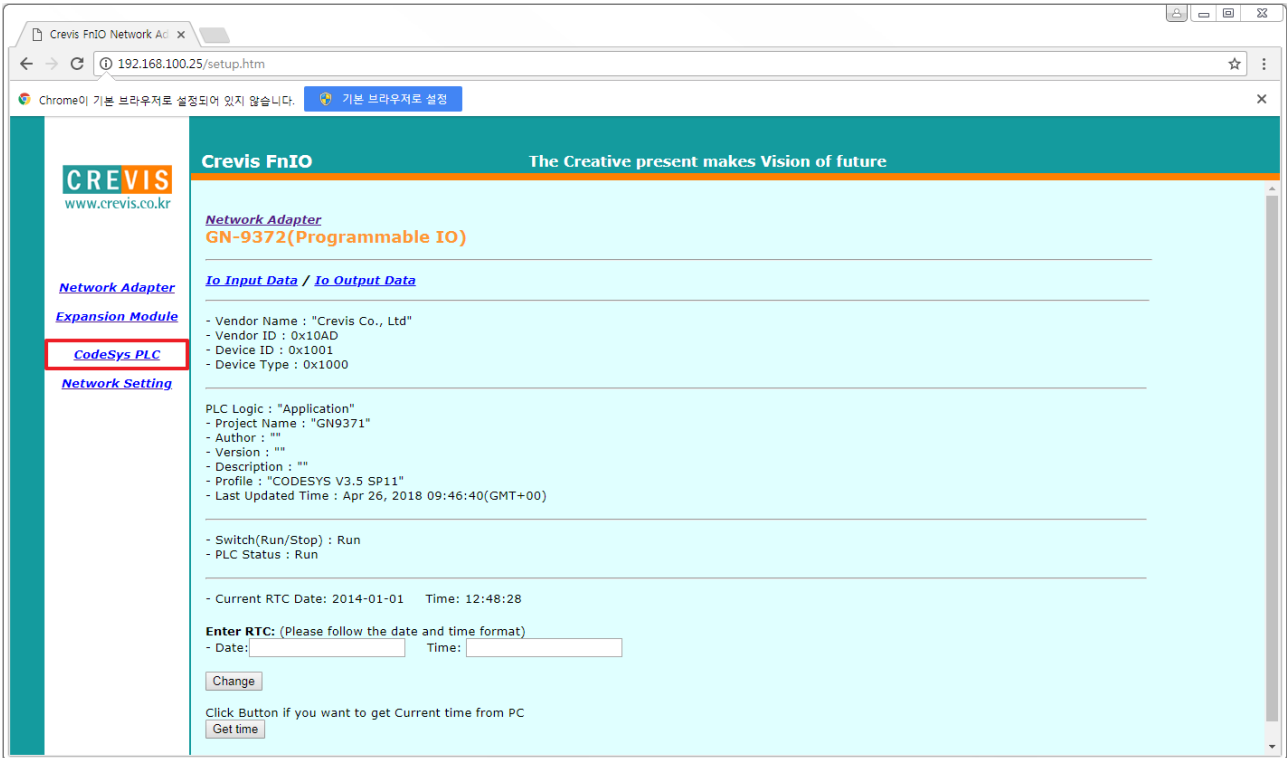 Crevis FnIO Network Ad
192.168.100.25/setup.htm
Chrome이 기본 브라우저로 설정되어 있지 않습니다. 기본 브라우저로 설정
CREVIS
www.crevis.co.kr
Network Adapter
Expansion Module
CodeSys PLC
Network Setting
Crevis FnIO The Creative present makes Vision of future
Network Adapter
GN-9372(Programmable IO)
Io Input Data / Io Output Data
- Vendor Name : "Crevis Co., Ltd"
- Vendor ID : 0x10AD
- Device ID : 0x1001
- Device Type : 0x1000
PLC Logic : "Application"
- Project Name : "GN9371"
- Author : ""
- Version : ""
- Description : ""
- Profile : "CODESYS V3.5 SP11"
- Last Updated Time : Apr 26, 2018 09:46:40(GMT+00)
- Switch(Run/Stop) : Run
- PLC Status : Run
- Current RTC Date: 2014-01-01 Time: 12:48:28
Enter RTC: (Please follow the date and time format)
- Date: Time:
Change
Click Button if you want to get Current time from PC
Get time